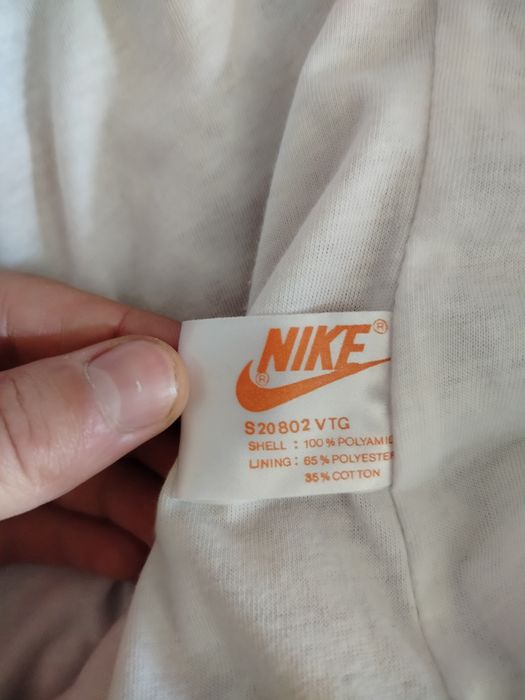 NIKE®
®
S20802 VTG
SHELL : 100% POLYAMID
LINING : 65% POLYESTER
35% COTTON